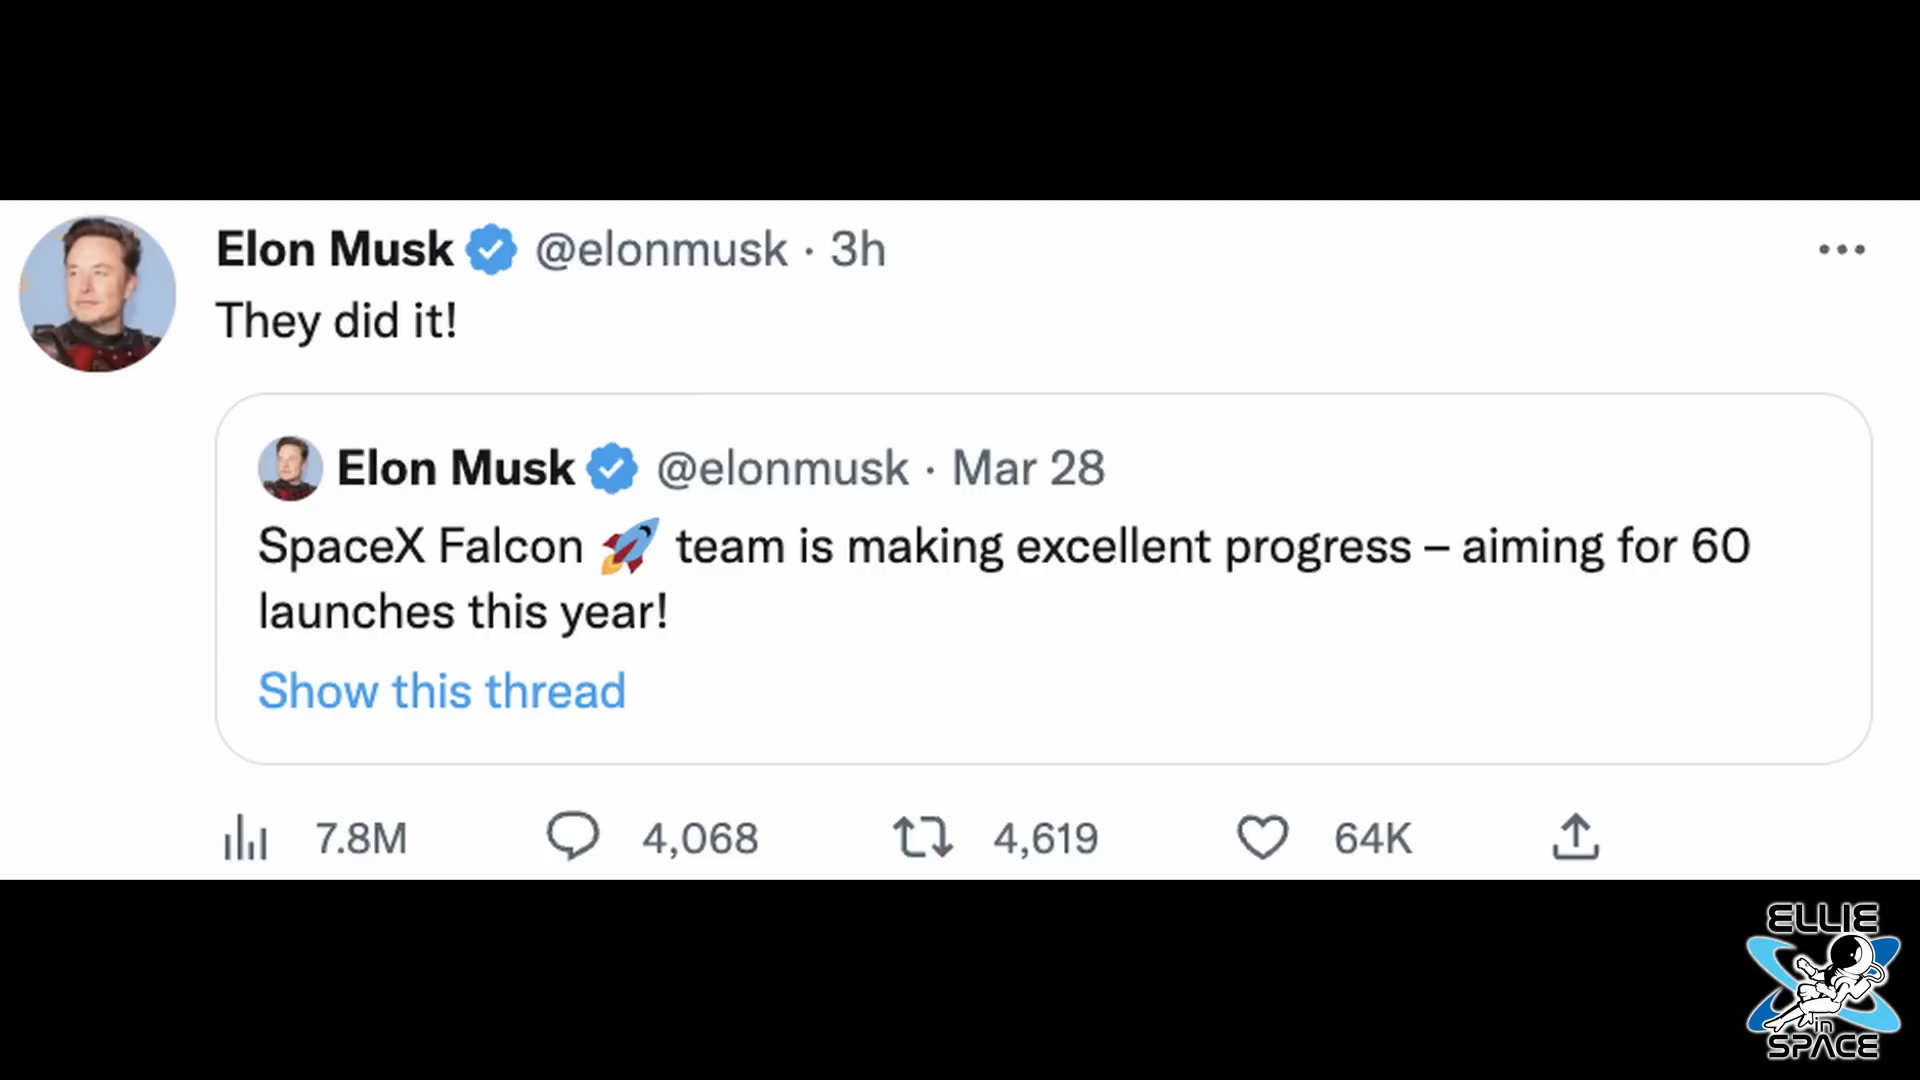 Elon Musk @elonmusk · 3h
They did it!
Elon Musk @elonmusk · Mar 28
SpaceX Falcon 🚀 team is making excellent progress – aiming for 60
launches this year!
Show this thread
7.8M 4,068 4,619 64K
ELLIE
in
SPACE